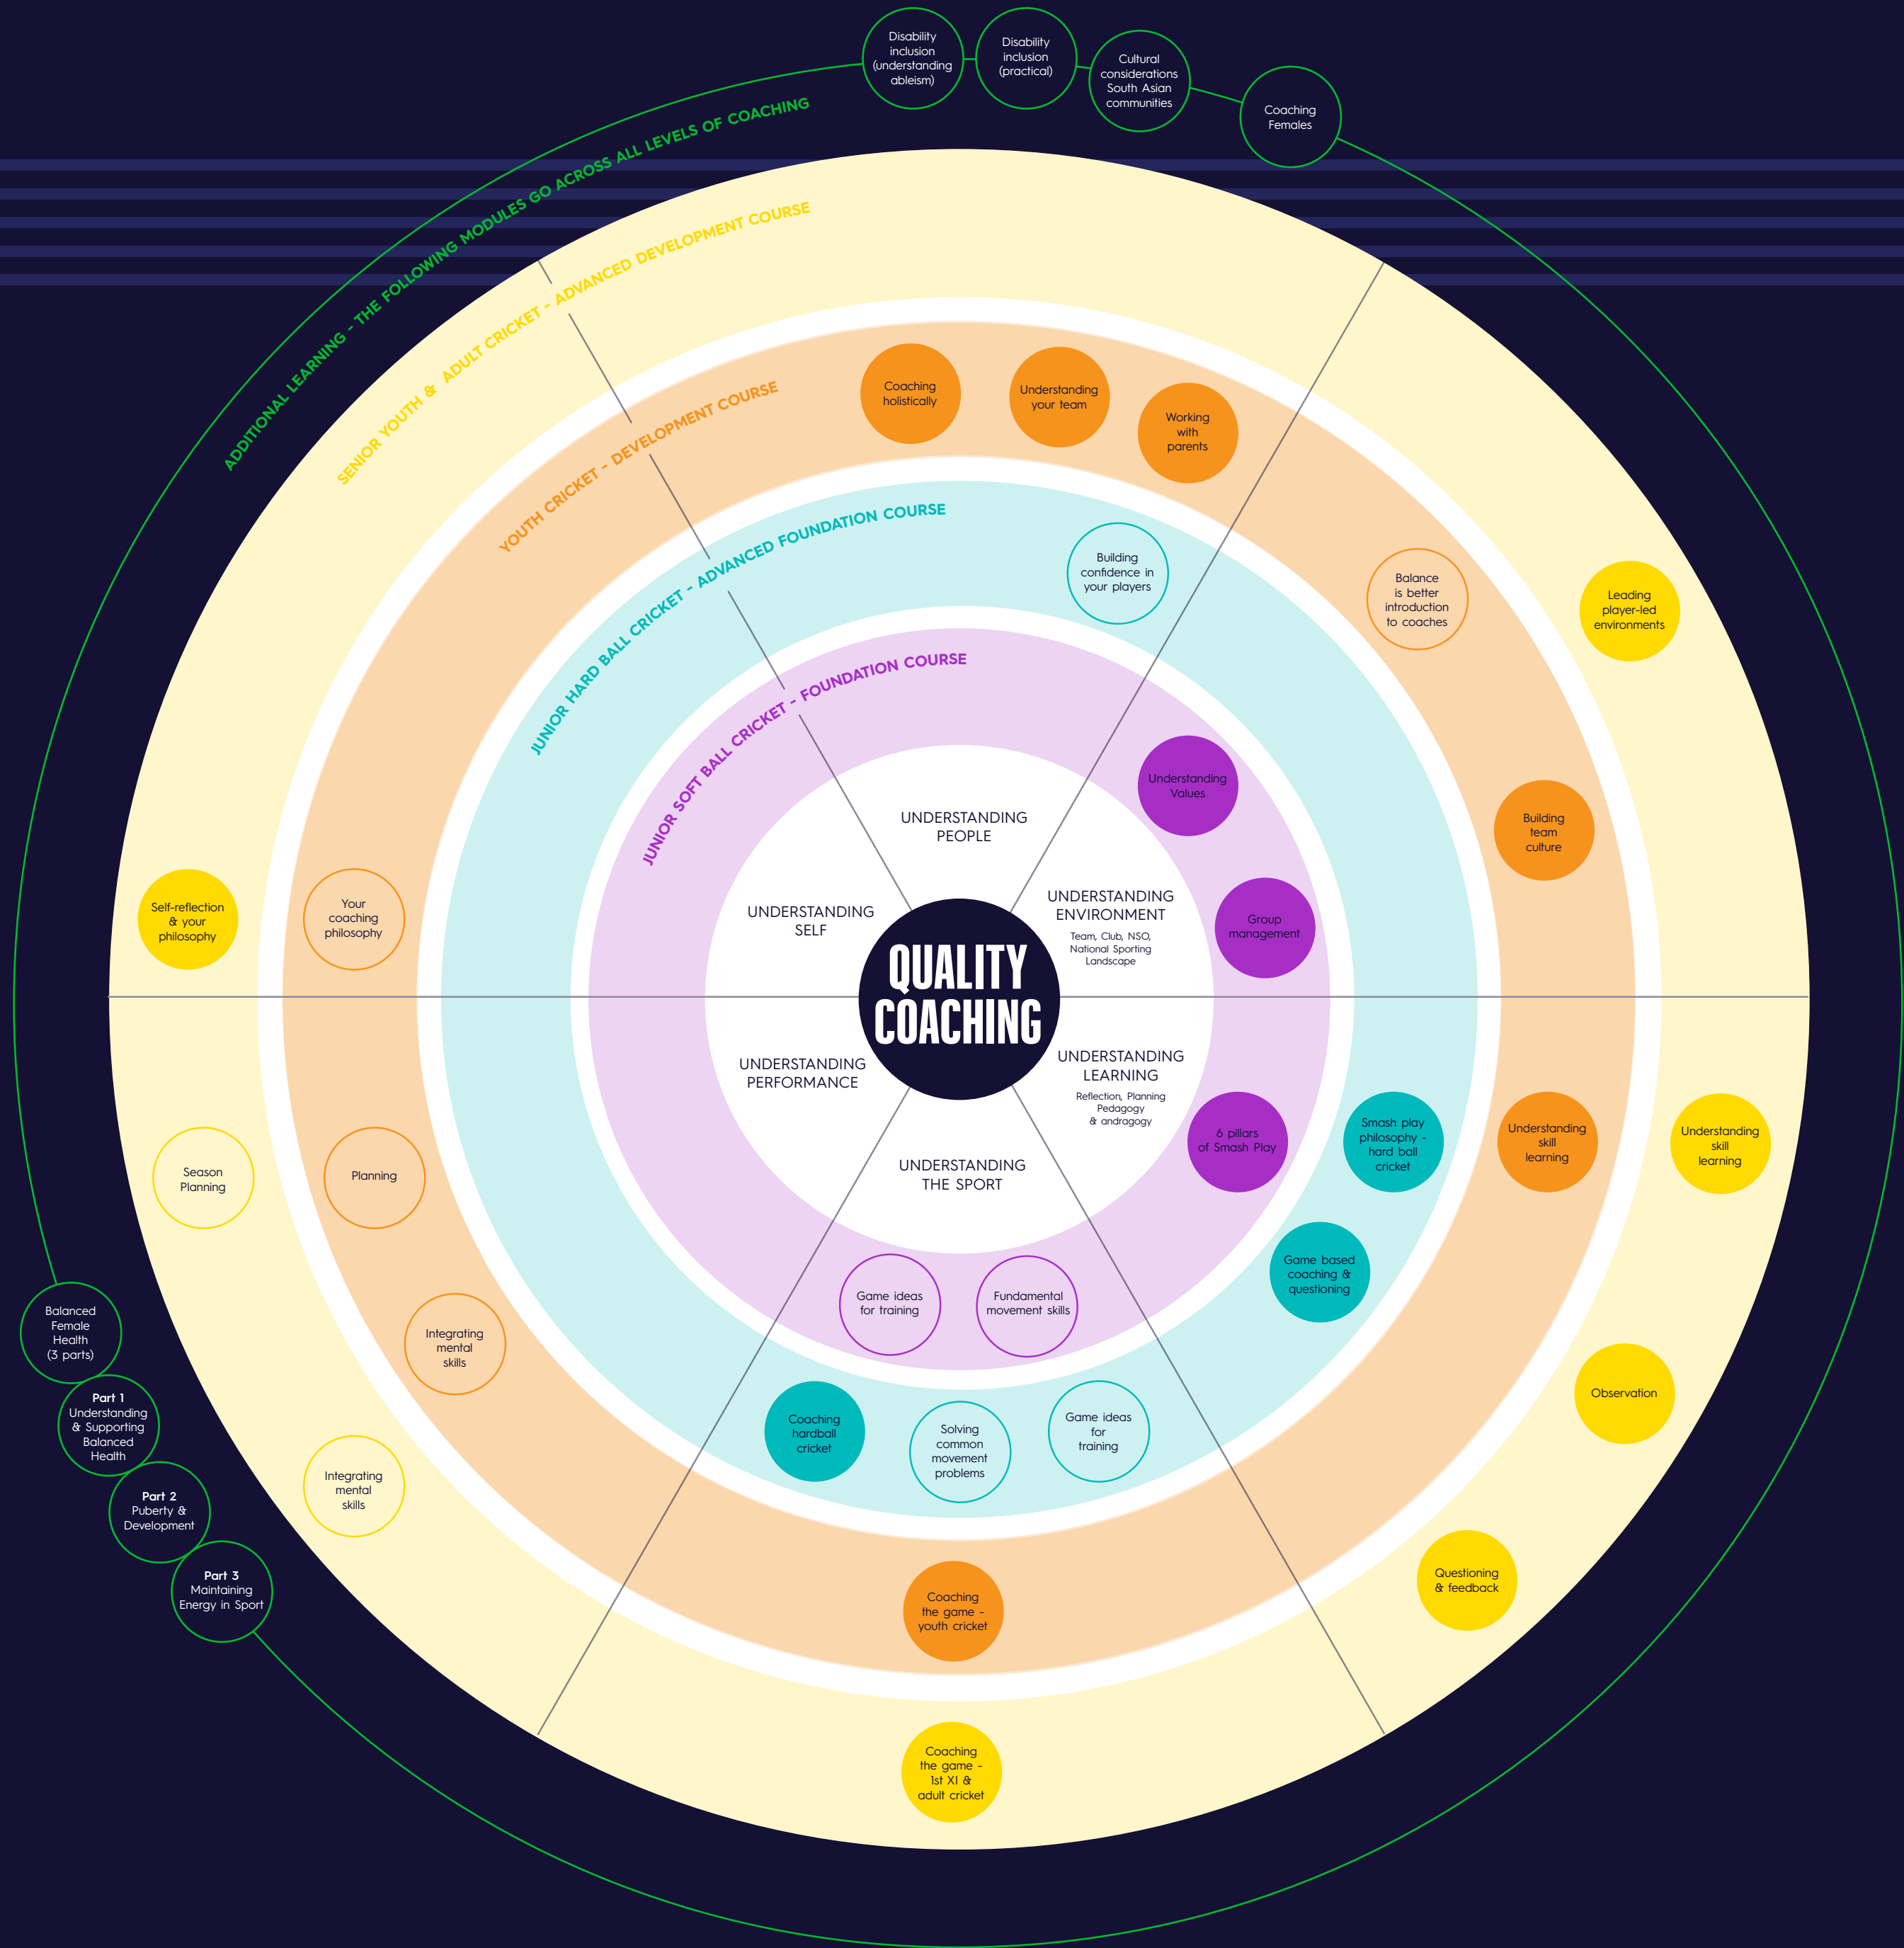 Disability
inclusion
(understanding
ableism)
Disability
inclusion
(practical)
Cultural
considerations
South Asian
communities
Coaching
Females
ADDITIONAL LEARNING - THE FOLLOWING MODULES GO ACROSS ALL LEVELS OF COACHING
SENIOR YOUTH & ADULT CRICKET - ADVANCED DEVELOPMENT COURSE
YOUTH CRICKET - DEVELOPMENT COURSE
Coaching
holistically
Understanding
your team
Working
with
parents
JUNIOR HARD BALL CRICKET - ADVANCED FOUNDATION COURSE
Building
confidence in
your players
Balance
is better
introduction
to coaches
Leading
player-led
environments
JUNIOR SOFT BALL CRICKET - FOUNDATION COURSE
Understanding
Values
Building
team
culture
UNDERSTANDING
PEOPLE
Self-reflection
& your
philosophy
Your
coaching
philosophy
UNDERSTANDING
SELF
UNDERSTANDING
ENVIRONMENT
Team, Club, NSO,
National Sporting
Landscape
Group
management
QUALITY
COACHING
UNDERSTANDING
PERFORMANCE
UNDERSTANDING
LEARNING
Reflection, Planning
Pedagogy
& andragogy
6 pillars
of Smash Play
Smash play
philosophy -
hard ball
cricket
Understanding
skill
learning
Understanding
skill
learning
Season
Planning
Planning
UNDERSTANDING
THE SPORT
Game based
coaching &
questioning
Game ideas
for training
Fundamental
movement skills
Balanced
Female
Health
(3 parts)
Integrating
mental
skills
Part 1
Understanding
& Supporting
Balanced
Health
Observation
Coaching
hardball
cricket
Solving
common
movement
problems
Game ideas
for
training
Integrating
mental
skills
Part 2
Puberty &
Development
Part 3
Maintaining
Energy in Sport
Questioning
& feedback
Coaching
the game -
youth cricket
Coaching
the game -
1st XI &
adult cricket